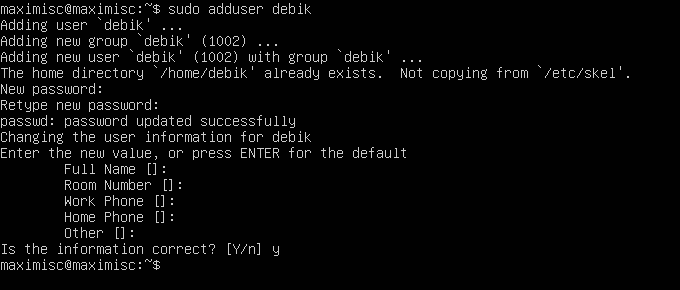 maximisc@maximisc:~$ sudo adduser debik
Adding user `debik' ...
Adding new group `debik' (1002) ...
Adding new user `debik' (1002) with group `debik' ...
The home directory `/home/debik' already exists.  Not copying from `/etc/skel'.
New password:
Retype new password:
passwd: password updated successfully
Changing the user information for debik
Enter the new value, or press ENTER for the default
        Full Name []:
        Room Number []:
        Work Phone []:
        Home Phone []:
        Other []:
Is the information correct? [Y/n] y
maximisc@maximisc:~$